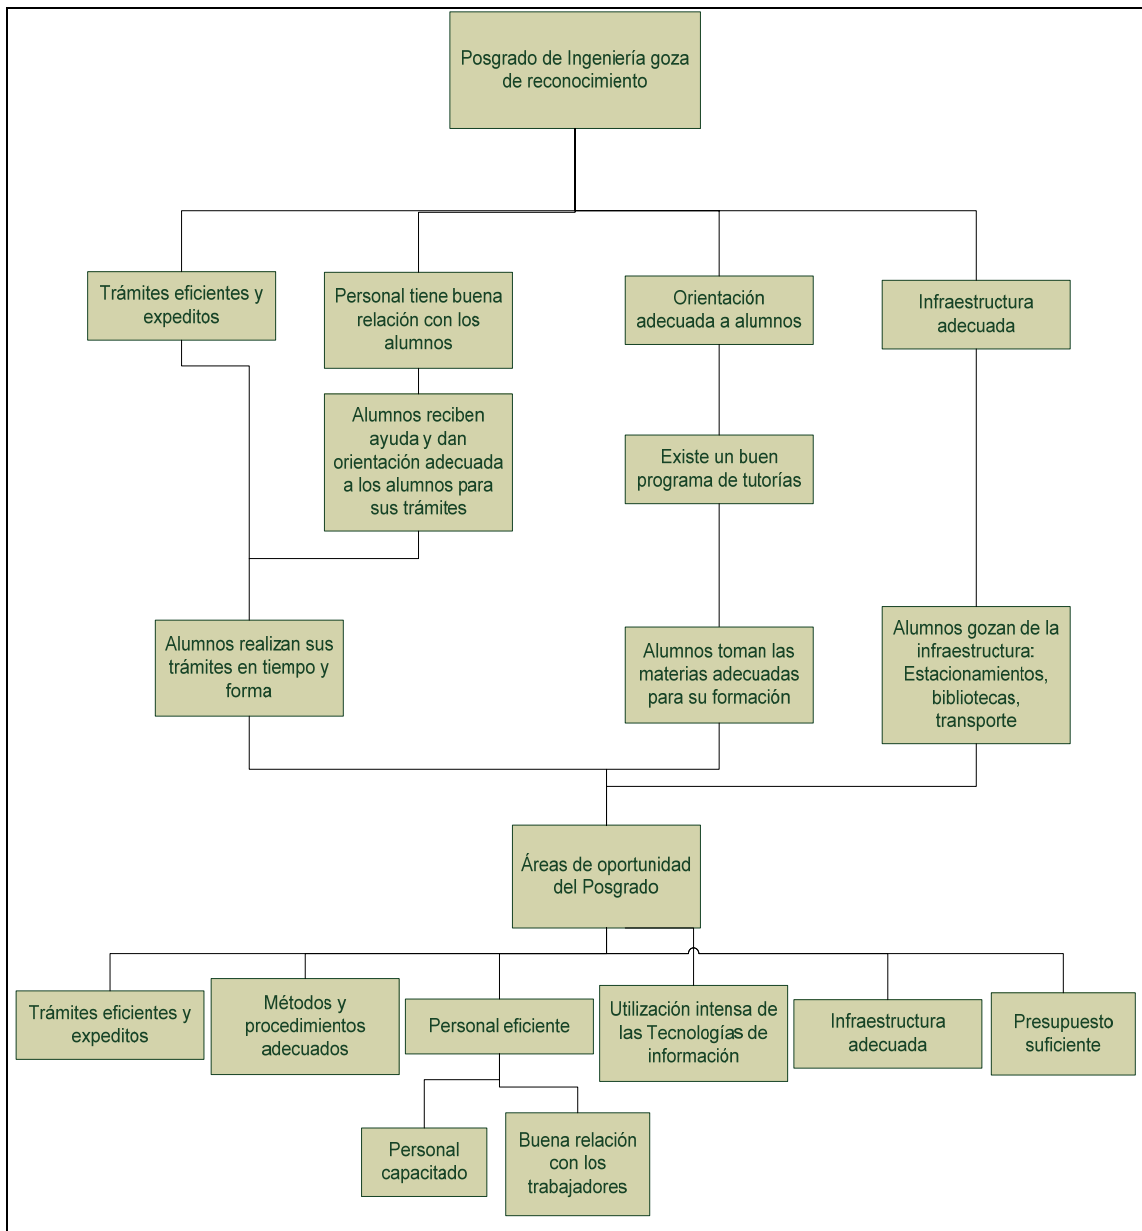 Posgrado de Ingeniería goza
de reconocimiento
Trámites eficientes y
expeditos
Personal tiene buena
relación con los
alumnos
Orientación
adecuada a alumnos
Infraestructura
adecuada
Alumnos reciben
ayuda y dan
orientación adecuada
a los alumnos para
sus trámites
Existe un buen
programa de tutorías
Alumnos realizan sus
trámites en tiempo y
forma
Alumnos toman las
materias adecuadas
para su formación
Alumnos gozan de la
infraestructura:
Estacionamientos,
bibliotecas,
transporte
Áreas de oportunidad
del Posgrado
Trámites eficientes y
expeditos
Métodos y
procedimientos
adecuados
Personal eficiente
Utilización intensa de
las Tecnologías de
información
Infraestructura
adecuada
Presupuesto
suficiente
Personal
capacitado
Buena relación
con los
trabajadores